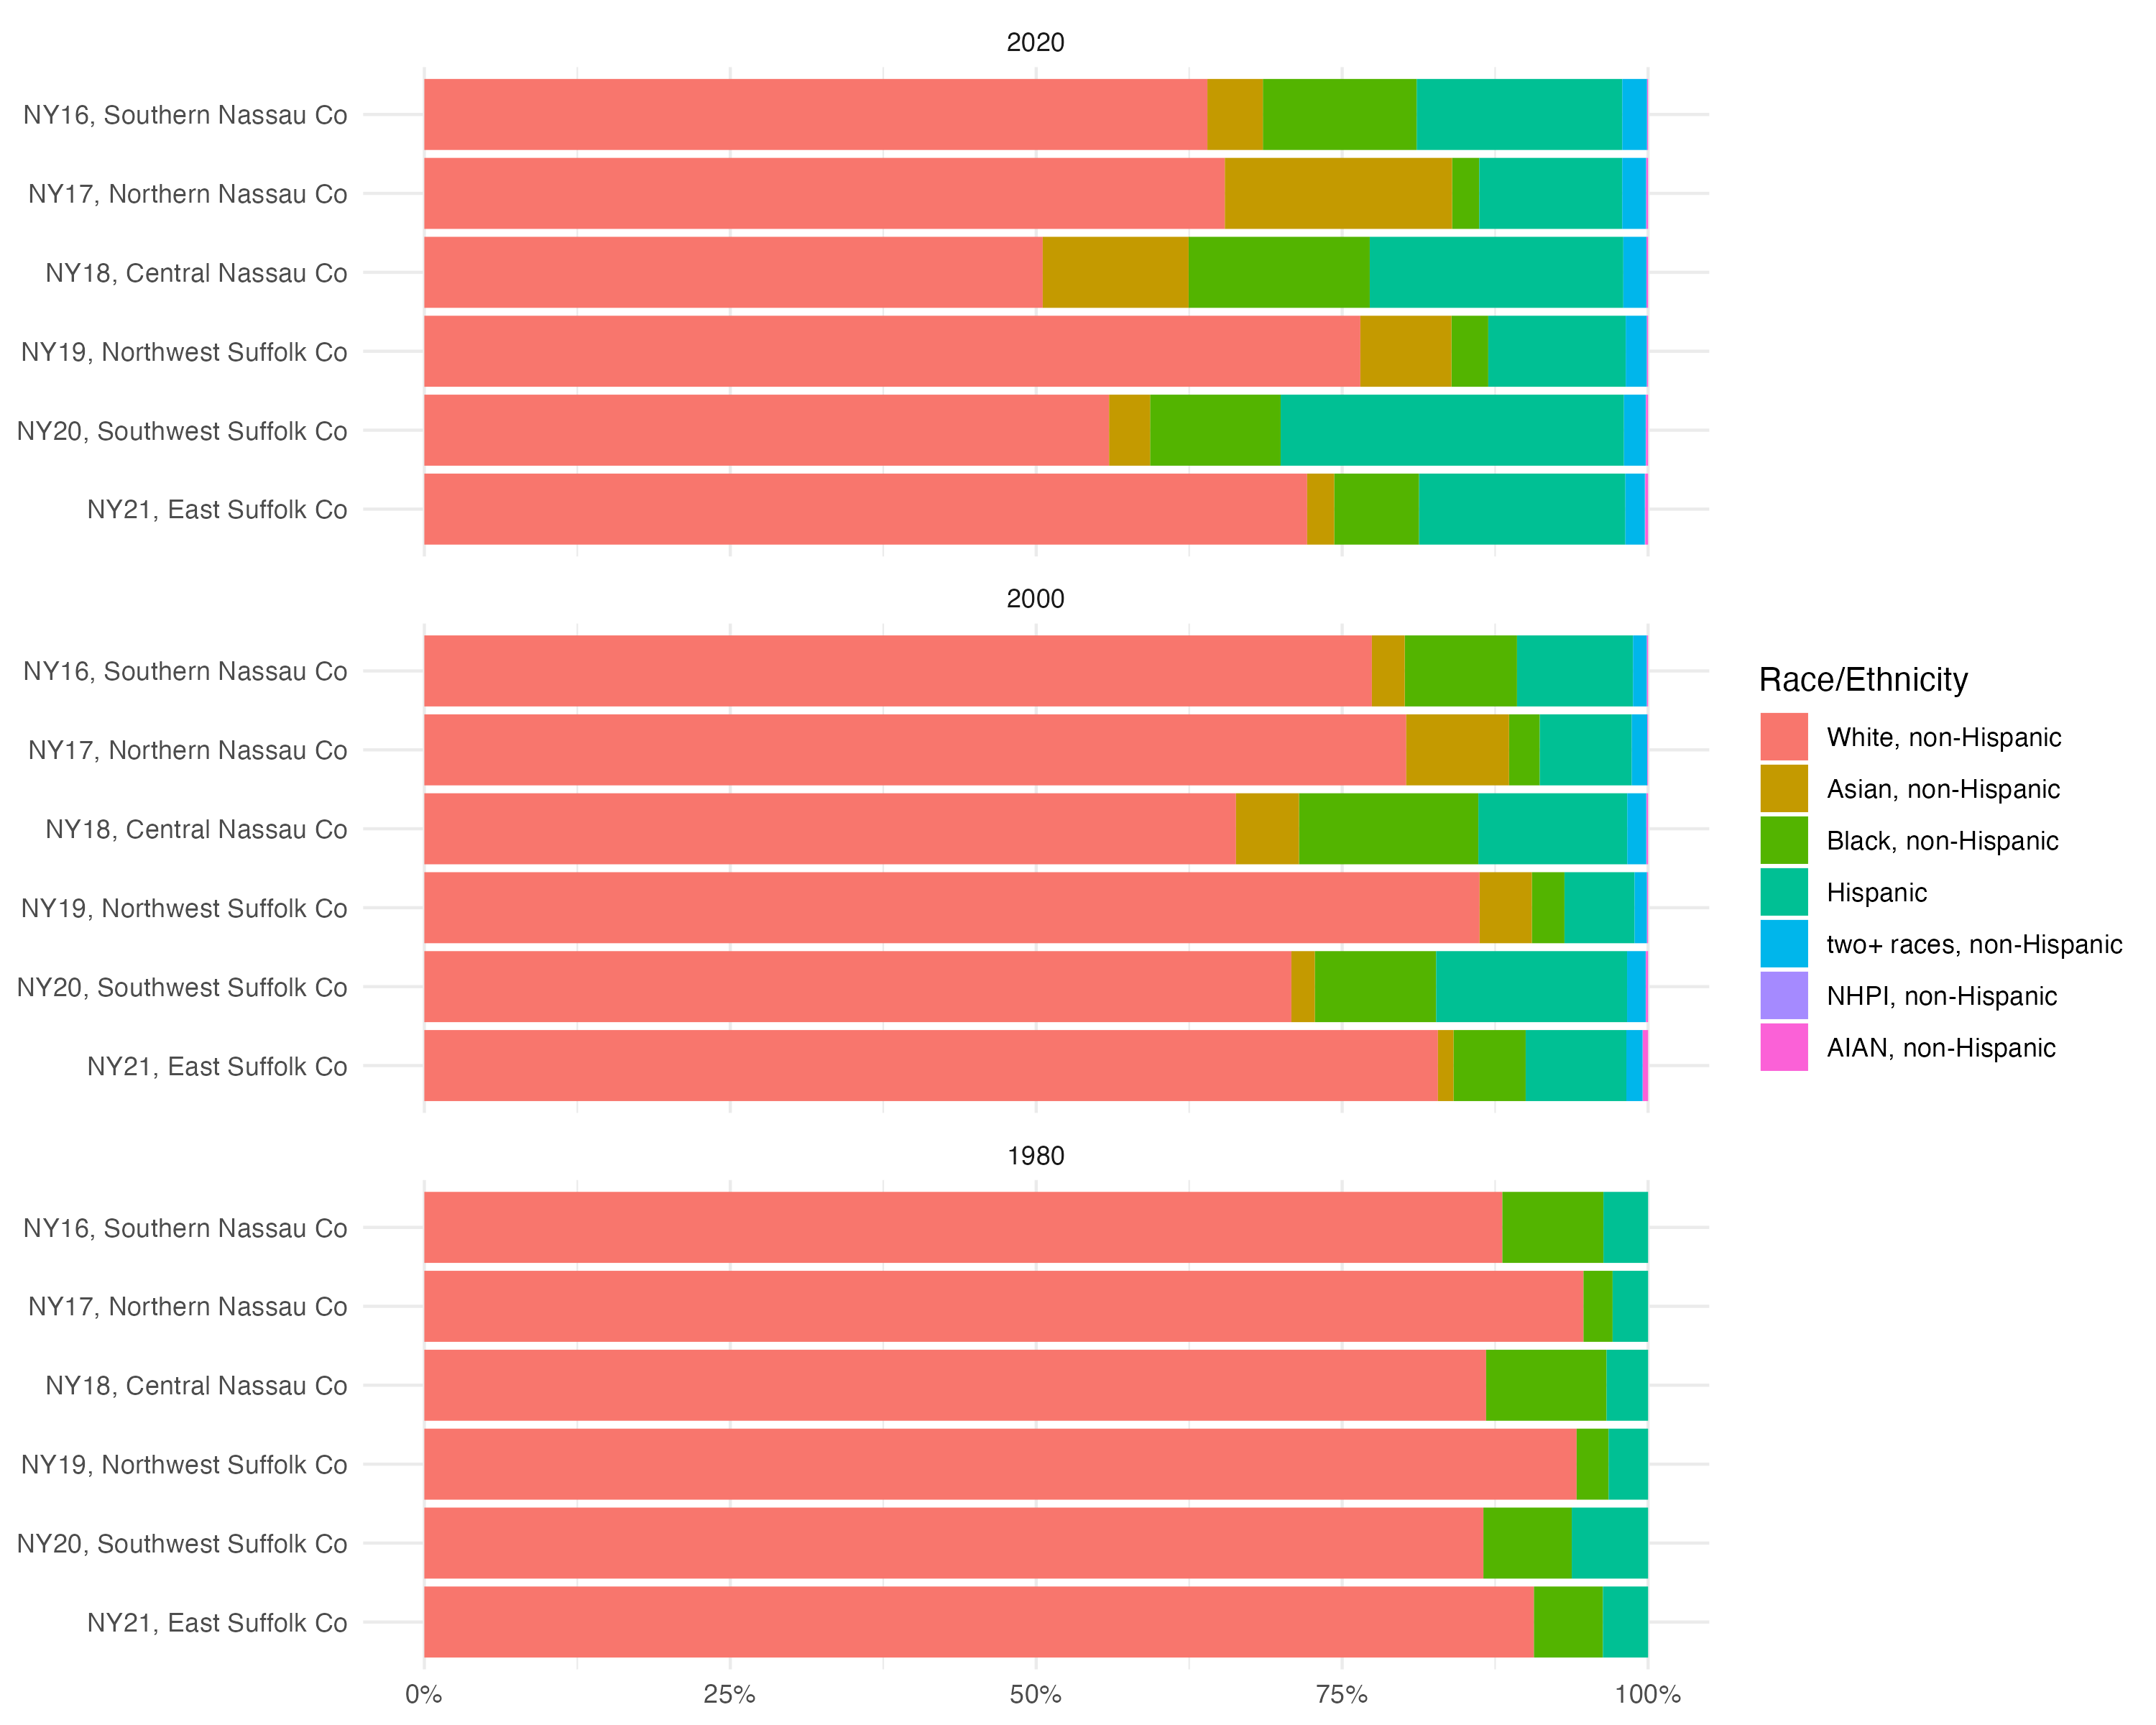 2020
NY16, Southern Nassau Co
NY17, Northern Nassau Co
NY18, Central Nassau Co
NY19, Northwest Suffolk Co
NY20, Southwest Suffolk Co
NY21, East Suffolk Co
2000
NY16, Southern Nassau Co
NY17, Northern Nassau Co
NY18, Central Nassau Co
NY19, Northwest Suffolk Co
NY20, Southwest Suffolk Co
NY21, East Suffolk Co
1980
NY16, Southern Nassau Co
NY17, Northern Nassau Co
NY18, Central Nassau Co
NY19, Northwest Suffolk Co
NY20, Southwest Suffolk Co
NY21, East Suffolk Co
0% 25% 50% 75% 100%
Race/Ethnicity
White, non-Hispanic
Asian, non-Hispanic
Black, non-Hispanic
Hispanic
two+ races, non-Hispanic
NHPI, non-Hispanic
AIAN, non-Hispanic